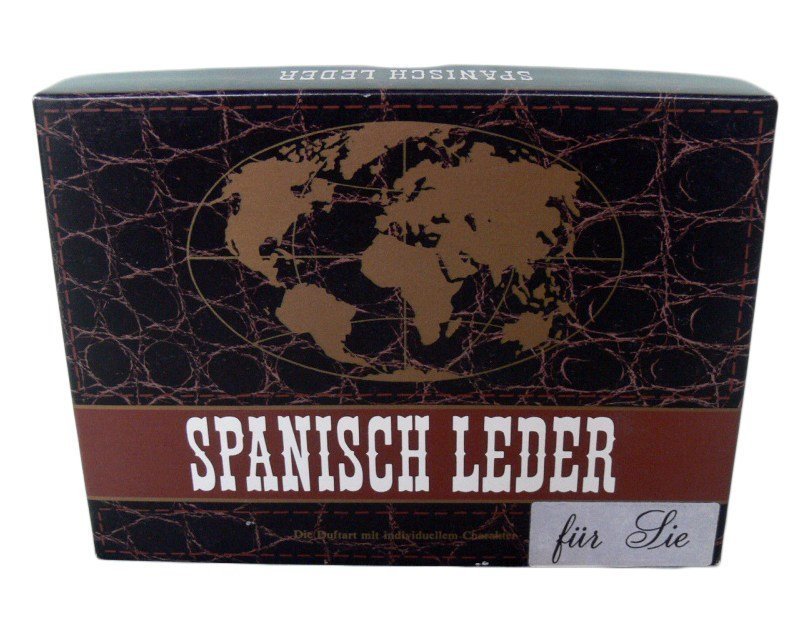 SPANISCH LEDER
SPANISCH LEDER
Die Duftart mit individuellem Charakter
für Sie